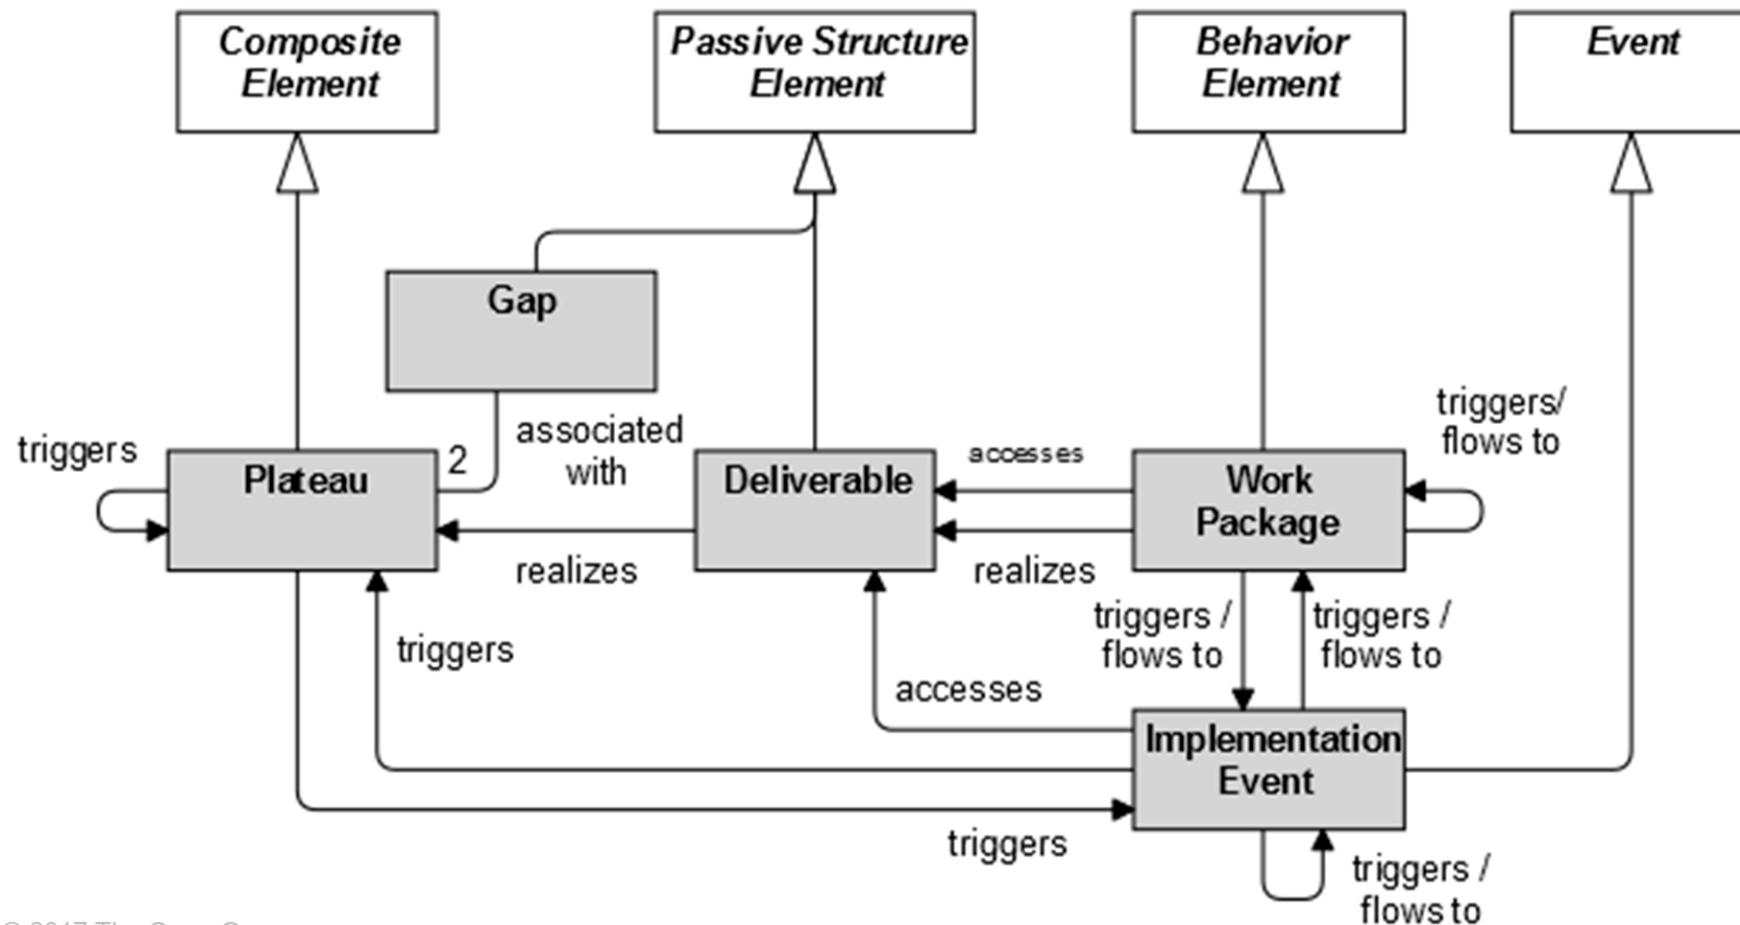 Composite
Element
Passive Structure
Element
Behavior
Element
Event
Gap
triggers
Plateau
2
associated
with
Deliverable
accesses
Work
Package
triggers/
flows to
realizes
realizes
triggers
triggers /
flows to
triggers /
flows to
accesses
Implementation
Event
triggers
triggers /
flows to